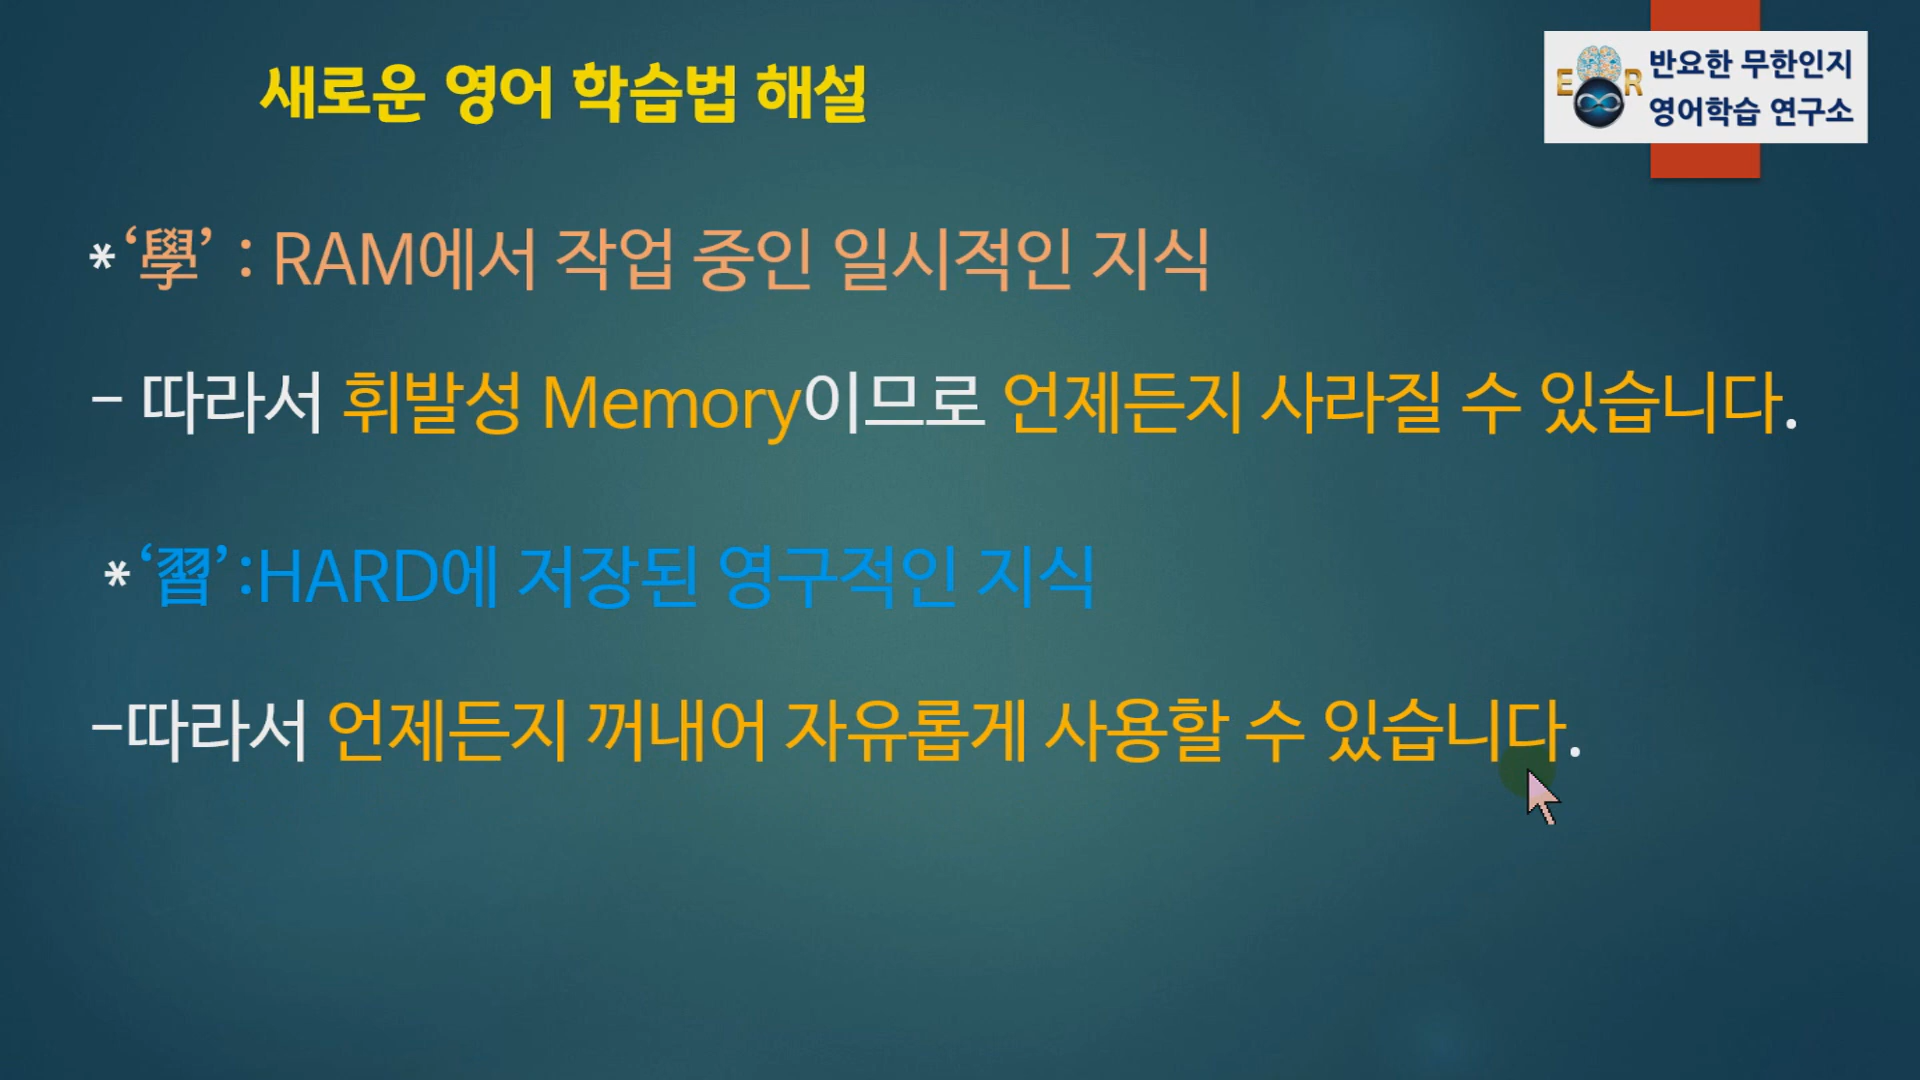 새로운 영어 학습법 해설
E R 반요한 무한인지
영어학습 연구소
*‘學’ : RAM에서 작업 중인 일시적인 지식
- 따라서 휘발성 Memory이므로 언제든지 사라질 수 있습니다.
*‘習’:HARD에 저장된 영구적인 지식
-따라서 언제든지 꺼내어 자유롭게 사용할 수 있습니다.